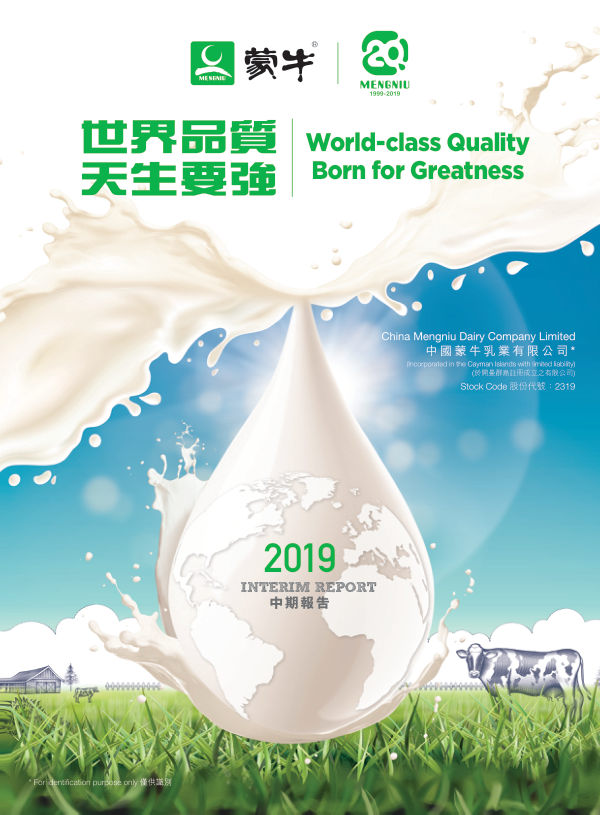 MENGNIU
蒙牛®
20
MENGNIU
1999-2019
世界品質
天生要強
World-class Quality
Born for Greatness
China Mengniu Dairy Company Limited
中國蒙牛乳業有限公司*
(Incorporated in the Cayman Islands with limited liability)
(於開曼群島註冊成立之有限公司)
Stock Code 股份代號：2319
2019
INTERIM REPORT
中期報告
* For identification purpose only 僅供識別